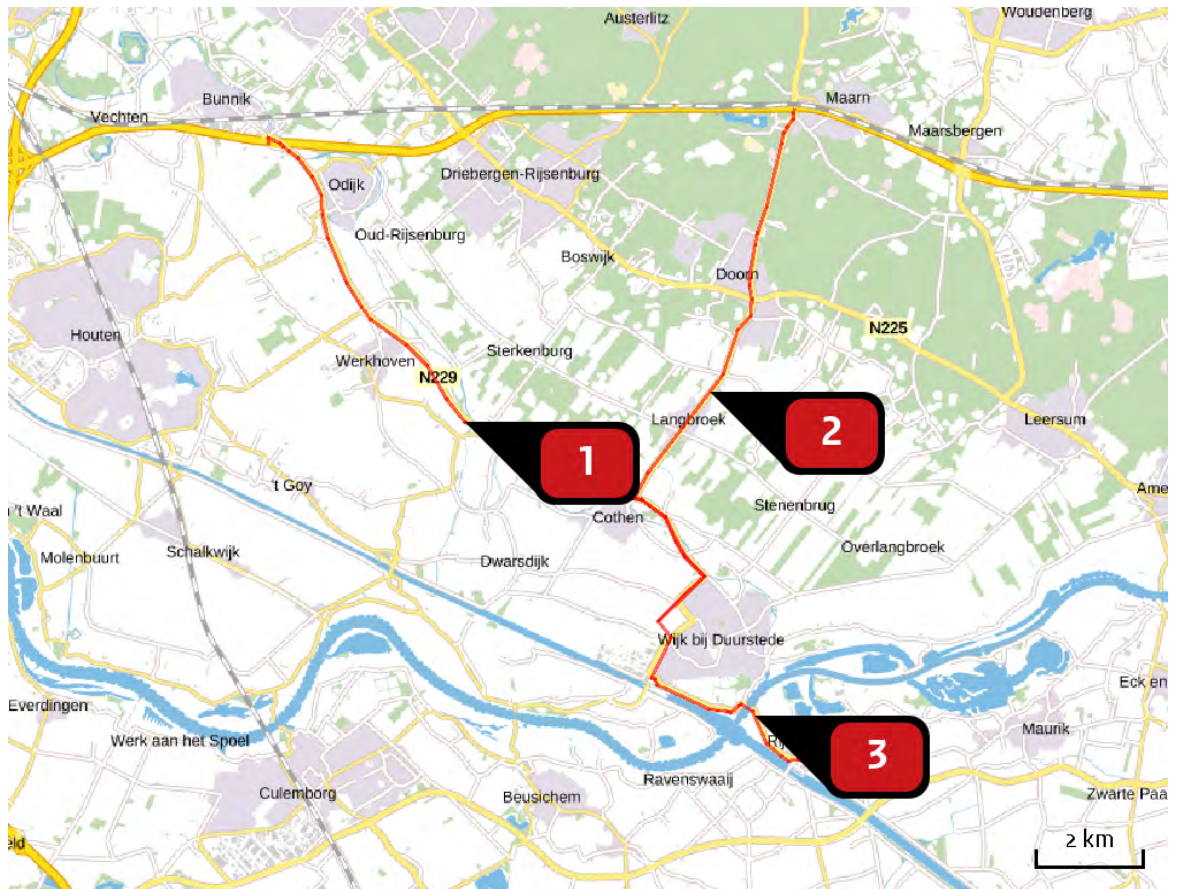 Austerlitz
Woudenberg
Bunnik
Maarn
Vechten
Maarsbergen
Driebergen-Rijsenburg
Odijk
Oud-Rijsenburg
Boswijk
Doorn
N225
Houten
Sterkenburg
Werkhoven
N229
Langbroek
Leersum
2
1
't Goy
Ame
Stenenbrug
't Waal
Cothen
Molenbuurt
Schalkwijk
Dwarsdijk
Overlangbroek
Wijk bij Duurstede
Eck en
Everdingen
Maurik
Werk aan het Spoel
3
Ravenswaaij
Culemborg
Beusichem
Zwarte Paa
2 km